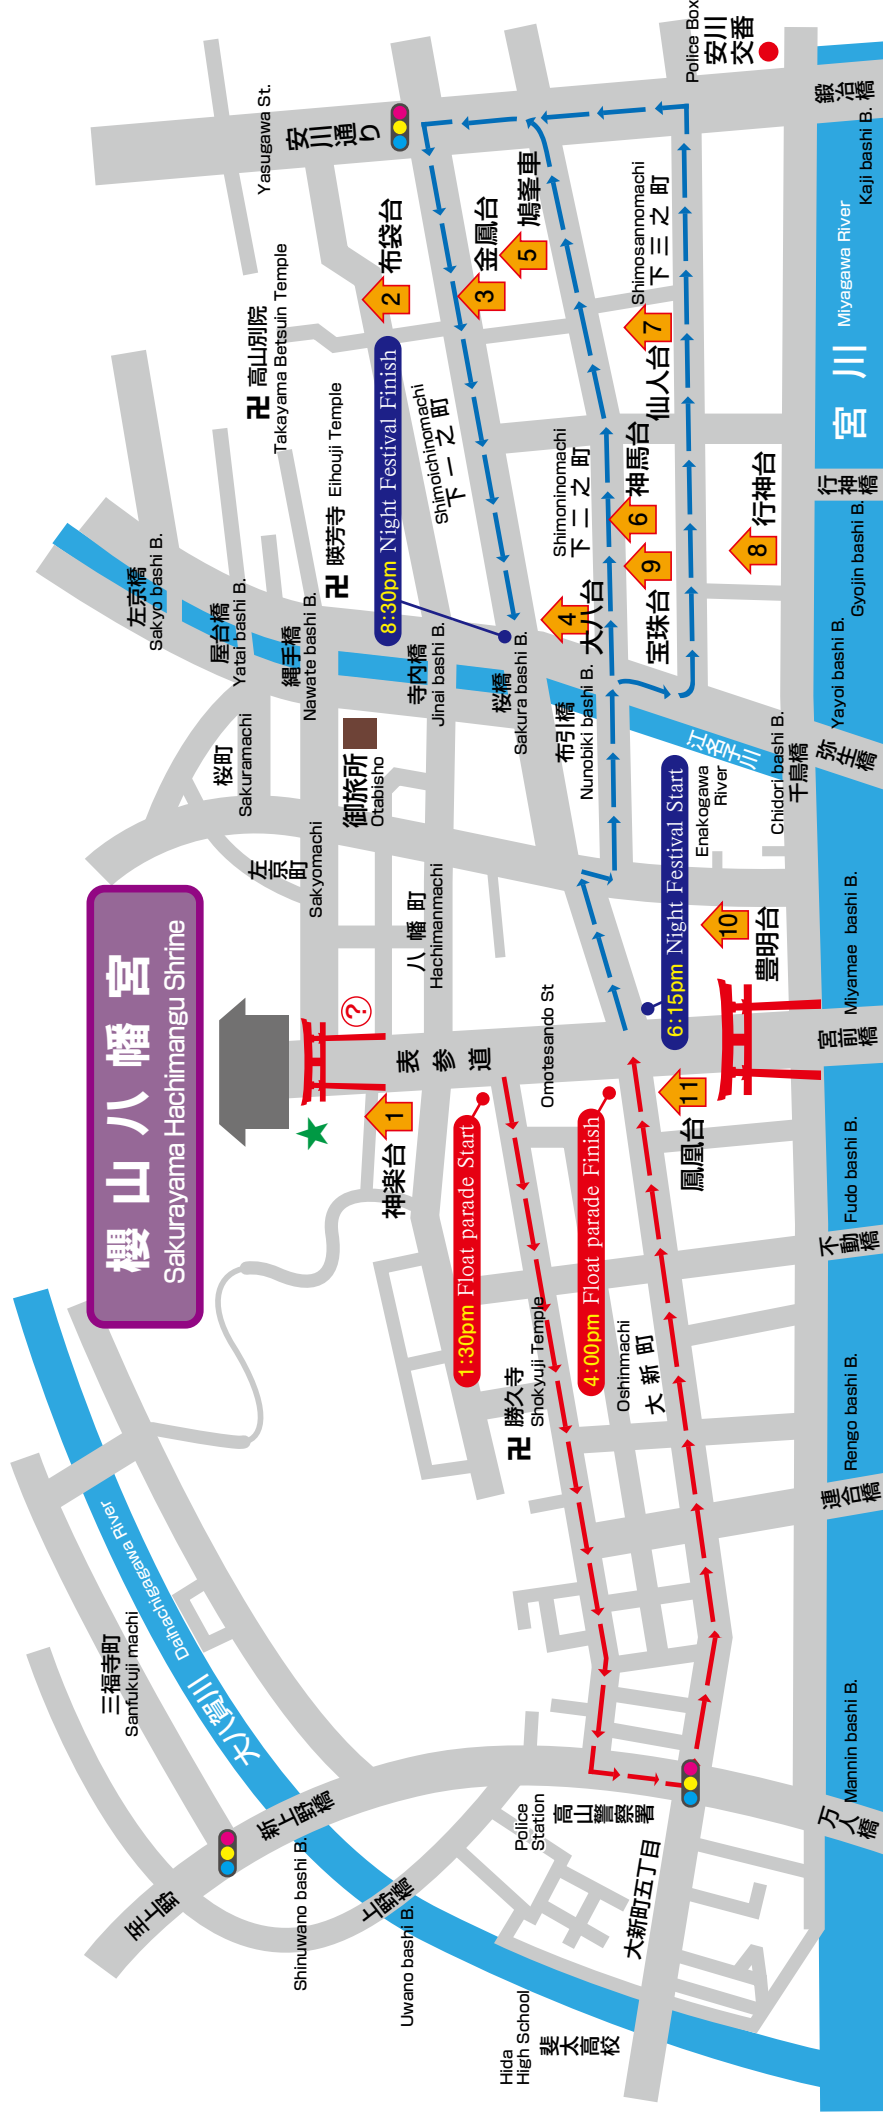 櫻山八幡宮
Sakurayama Hachimangu Shrine
三福寺町
Sanfukuji machi
大八賀川
Daihachigagawa River
新上野橋
Shinuwano bashi B.
上野橋
Uwano bashi B.
Hida
High School
斐太高校
大新町五丁目
Police
Station
高山警察署
万人橋
Mannin bashi B.
連合橋
Rengo bashi B.
不動橋
Fudo bashi B.
宮前橋
Miyamae bashi B.
弥生橋
Yayoi bashi B.
行神橋
Gyojin bashi B.
鍛冶橋
Kaji bashi B.
宮川
Miyagawa River
卍 勝久寺
Shokyuji Temple
Oshinmachi
大新町
1:30pm Float parade Start
4:00pm Float parade Finish
6:15pm Night Festival Start
8:30pm Night Festival Finish
表参道
Omotesando St
?
1
神楽台
2
布袋台
3
金鳳台
4
大八台
5
鳩峯車
6
神馬台
7
仙人台
8
行神台
9
宝珠台
10
豊明台
11
鳳凰台
八幡町
Hachimanmachi
左京町
Sakyomachi
桜町
Sakuramachi
御旅所
Otabisho
左京橋
Sakyo bashi B.
屋台橋
Yatai bashi B.
縄手橋
Nawate bashi B.
寺内橋
Jinai bashi B.
桜橋
Sakura bashi B.
布引橋
Nunobiki bashi B.
江名子川
Enakogawa
River
Chidori bashi B.
千鳥橋
卍 暎芳寺 Eihouji Temple
卍 高山別院
Takayama Betsuin Temple
Shimoichinomachi
下一之町
Shimoninomachi
下二之町
Shimosannomachi
下三之町
Yasugawa St.
安川通り
Police Box
安川
交番